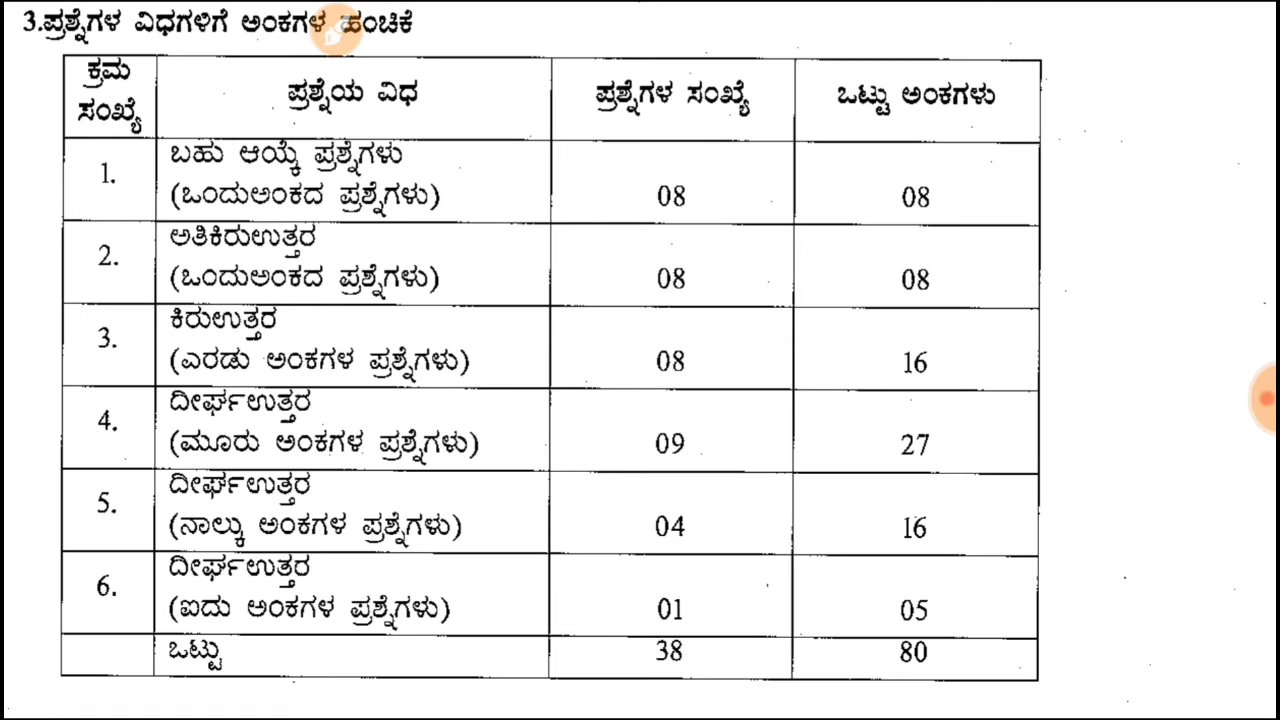 3.ಪ್ರಶ್ನೆಗಳ ವಿಧಗಳಿಗೆ ಅಂಕಗಳ ಹಂಚಿಕೆ
ಕ್ರಮ ಸಂಖ್ಯೆ ಪ್ರಶ್ನೆಯ ವಿಧ ಪ್ರಶ್ನೆಗಳ ಸಂಖ್ಯೆ ಒಟ್ಟು ಅಂಕಗಳು
1. ಬಹು ಆಯ್ಕೆ ಪ್ರಶ್ನೆಗಳು
(ಒಂದುಅಂಕದ ಪ್ರಶ್ನೆಗಳು) 08 08
2. ಅತಿಕಿರುಉತ್ತರ
(ಒಂದುಅಂಕದ ಪ್ರಶ್ನೆಗಳು) 08 08
3. ಕಿರುಉತ್ತರ
(ಎರಡು ಅಂಕಗಳ ಪ್ರಶ್ನೆಗಳು) 08 16
4. ದೀರ್ಘಉತ್ತರ
(ಮೂರು ಅಂಕಗಳ ಪ್ರಶ್ನೆಗಳು) 09 27
5. ದೀರ್ಘಉತ್ತರ
(ನಾಲ್ಕು ಅಂಕಗಳ ಪ್ರಶ್ನೆಗಳು) 04 16
6. ದೀರ್ಘಉತ್ತರ
(ಐದು ಅಂಕಗಳ ಪ್ರಶ್ನೆಗಳು) 01 05
ಒಟ್ಟು 38 80